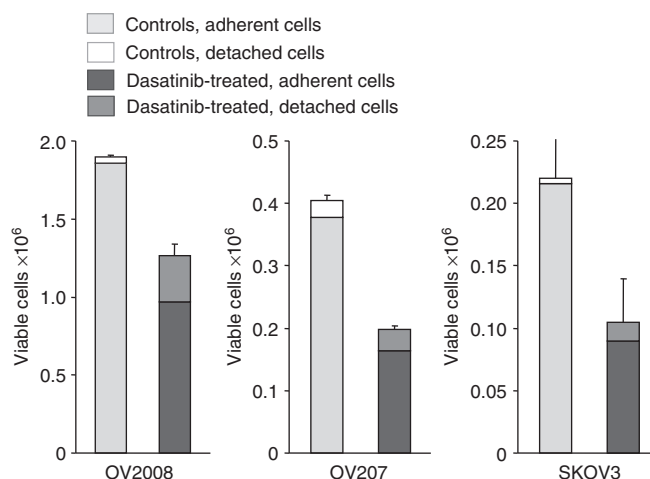 Controls, adherent cells
Controls, detached cells
Dasatinib-treated, adherent cells
Dasatinib-treated, detached cells
Viable cells ×10⁶
2.0
1.5
1.0
0.5
0
OV2008
Viable cells ×10⁶
0.5
0.4
0.3
0.2
0.1
0
OV207
Viable cells ×10⁶
0.25
0.20
0.15
0.10
0.05
0
SKOV3